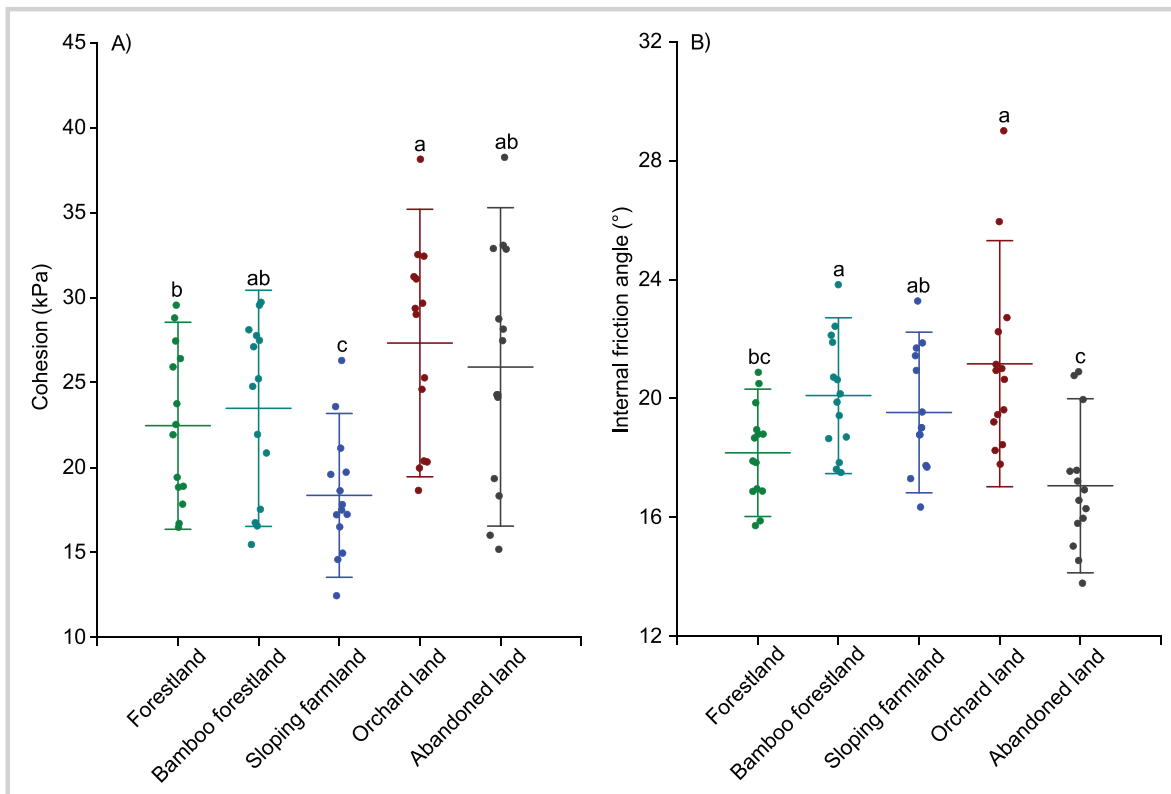 A)
45
40
35
30
25
20
15
10
Cohesion (kPa)
b
ab
c
a
ab
Forestland
Bamboo forestland
Sloping farmland
Orchard land
Abandoned land
B)
32
28
24
20
16
12
Internal friction angle (°)
bc
a
ab
a
c
Forestland
Bamboo forestland
Sloping farmland
Orchard land
Abandoned land